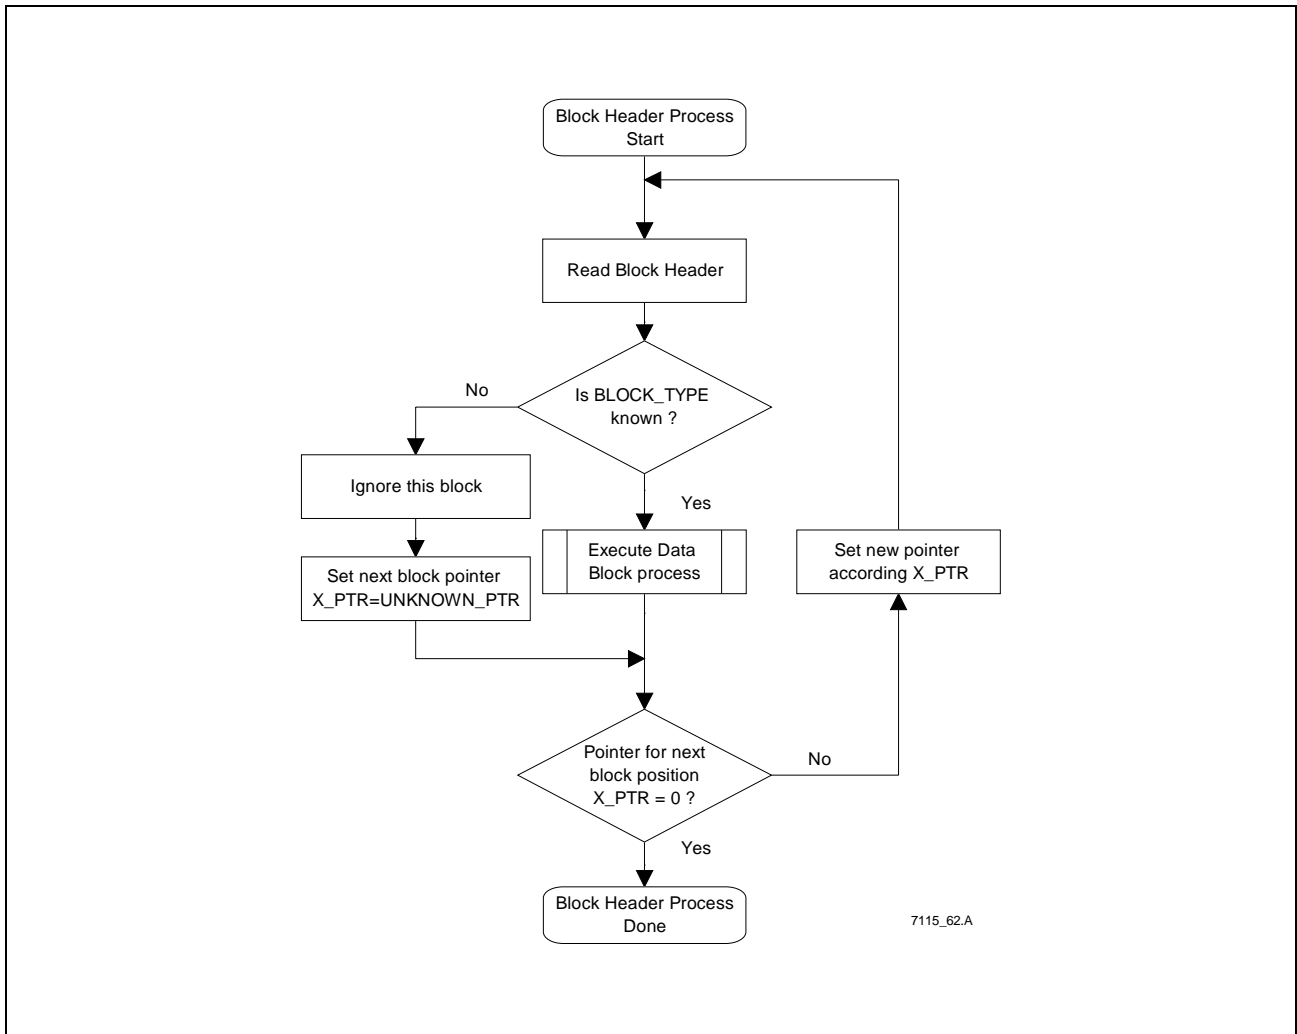 Block Header Process
Start
Read Block Header
Is BLOCK_TYPE
known ?
No
Yes
Ignore this block
Set next block pointer
X_PTR=UNKNOWN_PTR
Execute Data
Block process
Set new pointer
according X_PTR
Pointer for next
block position
X_PTR = 0 ?
No
Yes
Block Header Process
Done
7115_62.A